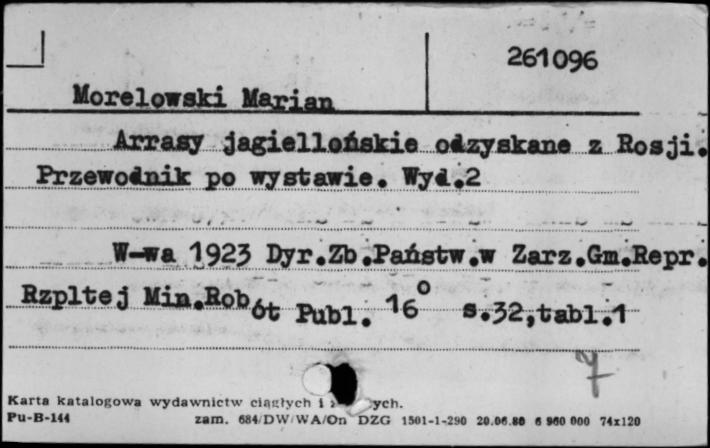 261096
Morelowski Marian
Arrasy jagiellońskie odzyskane z Rosji.
Przewodnik po wystawie. Wyd.2
W-wa 1923 Dyr.Zb.Państw.w Zarz.Gm.Repr.
Rzpltej Min.Robót Publ. 16° s.32,tabl.1
Karta katalogowa wydawnictw ciągłych i
Pu-B-144 zam. 684/DW/WA/On DZG 1501-1-290 20.06.80 6 960 000 74x120